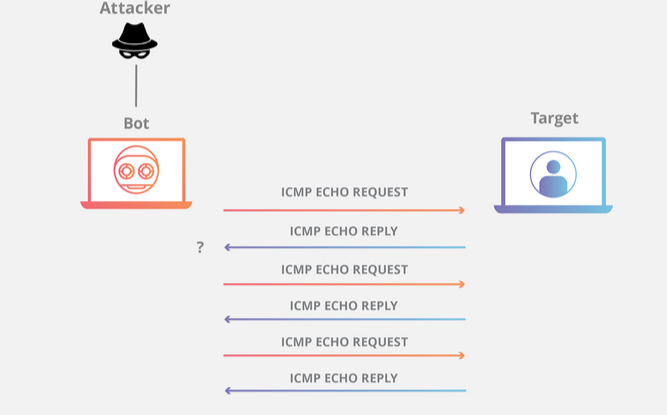 Attacker
Bot
Target
ICMP ECHO REQUEST
ICMP ECHO REPLY
?
ICMP ECHO REQUEST
ICMP ECHO REPLY
ICMP ECHO REQUEST
ICMP ECHO REPLY